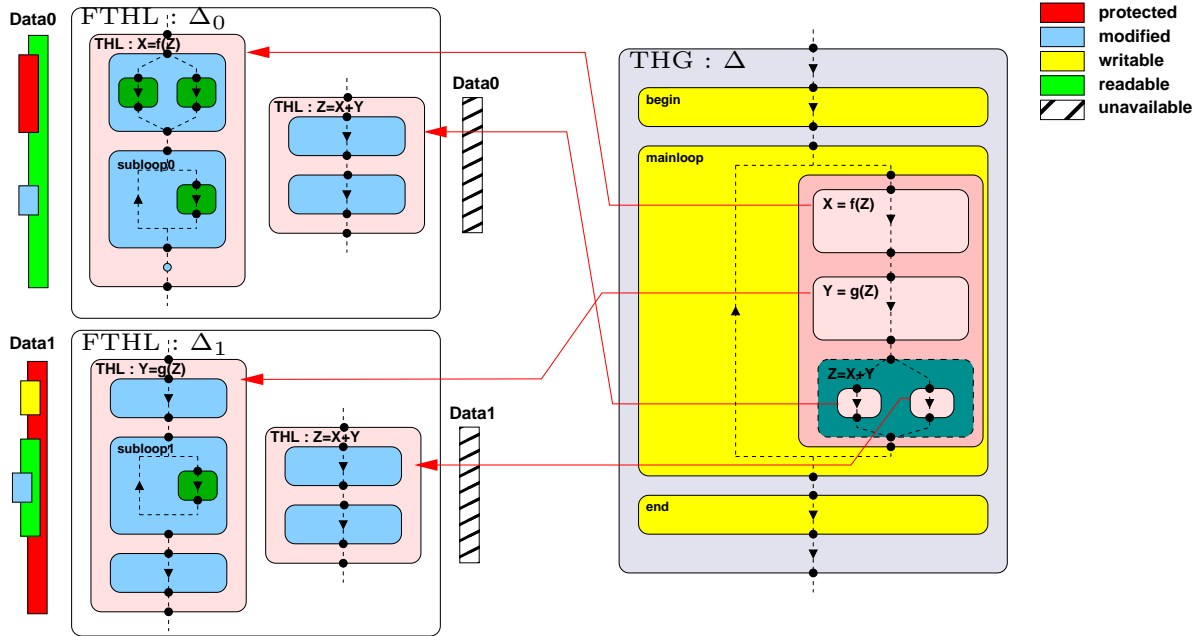 Data0
FTHL : Δ0
THL : X=f(Z)
subloop0
THL : Z=X+Y
Data0
Data1
FTHL : Δ1
THL : Y=g(Z)
subloop1
THL : Z=X+Y
Data1
THG : Δ
begin
mainloop
X = f(Z)
Y = g(Z)
Z=X+Y
end
protected
modified
writable
readable
unavailable